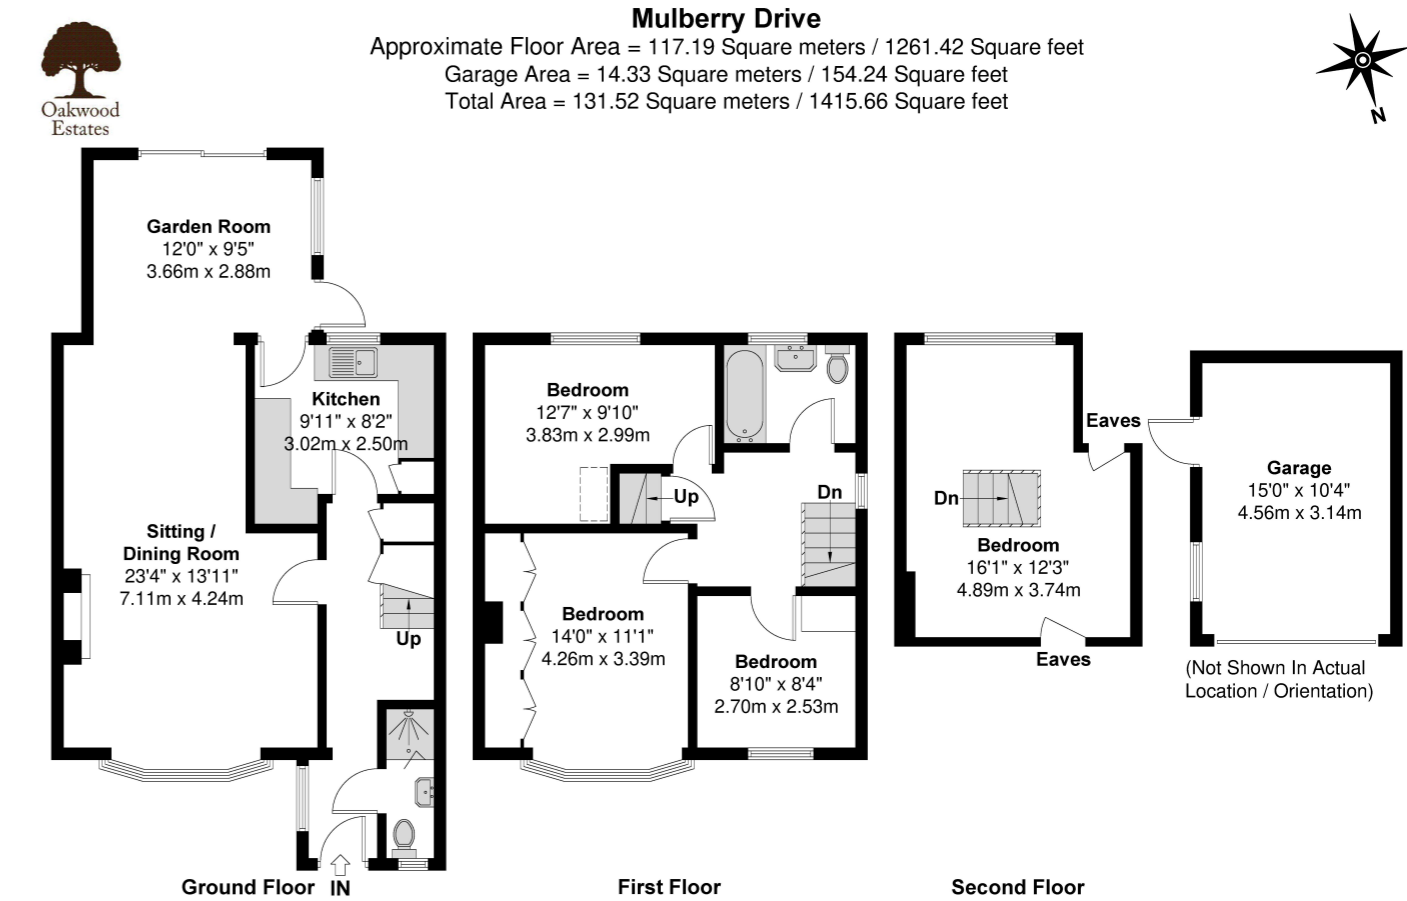 Mulberry Drive
Approximate Floor Area = 117.19 Square meters / 1261.42 Square feet
Garage Area = 14.33 Square meters / 154.24 Square feet
Total Area = 131.52 Square meters / 1415.66 Square feet
Oakwood
Estates
N
Garden Room
12'0" x 9'5"
3.66m x 2.88m
Kitchen
9'11" x 8'2"
3.02m x 2.50m
Sitting /
Dining Room
23'4" x 13'11"
7.11m x 4.24m
Up
IN
Ground Floor
Bedroom
12'7" x 9'10"
3.83m x 2.99m
Up
Dn
Bedroom
14'0" x 11'1"
4.26m x 3.39m
Bedroom
8'10" x 8'4"
2.70m x 2.53m
First Floor
Eaves
Dn
Bedroom
16'1" x 12'3"
4.89m x 3.74m
Eaves
Second Floor
Garage
15'0" x 10'4"
4.56m x 3.14m
(Not Shown In Actual
Location / Orientation)